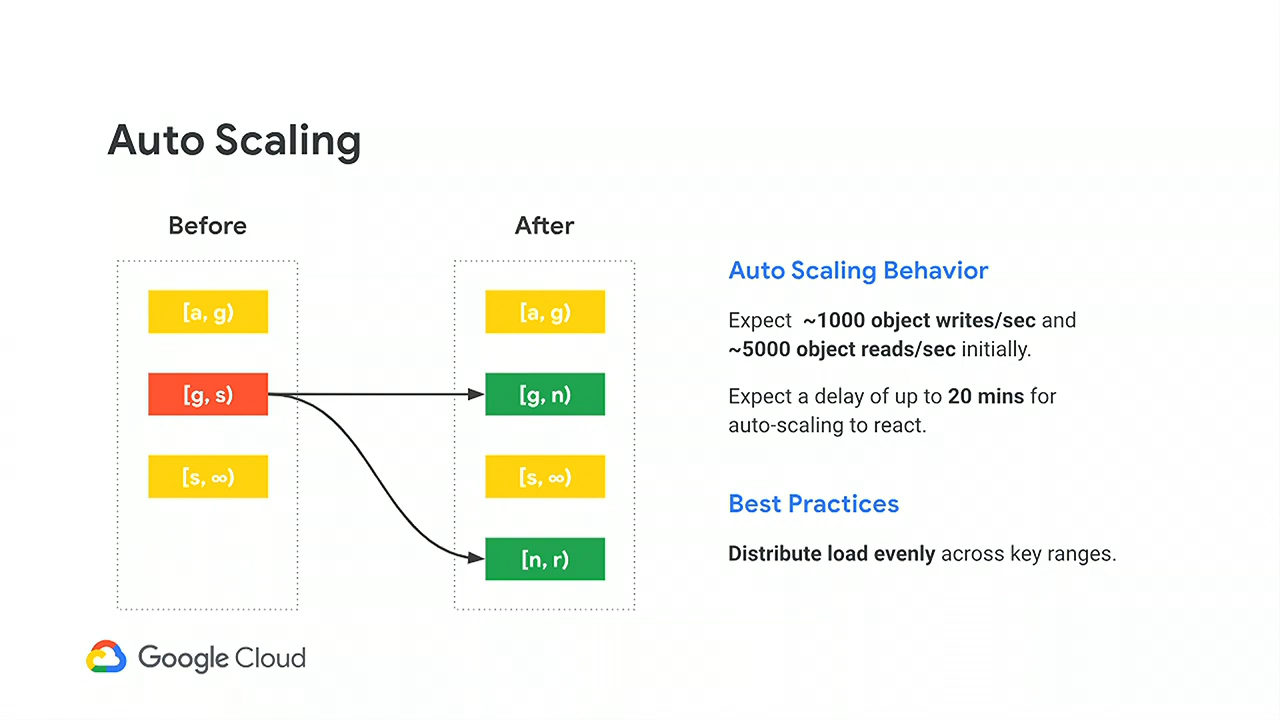 Auto Scaling
Before
[a, g)
[g, s)
[s, ∞)
After
[a, g)
[g, n)
[s, ∞)
[n, r)
Auto Scaling Behavior
Expect ~1000 object writes/sec and
~5000 object reads/sec initially.
Expect a delay of up to 20 mins for
auto-scaling to react.
Best Practices
Distribute load evenly across key ranges.
Google Cloud